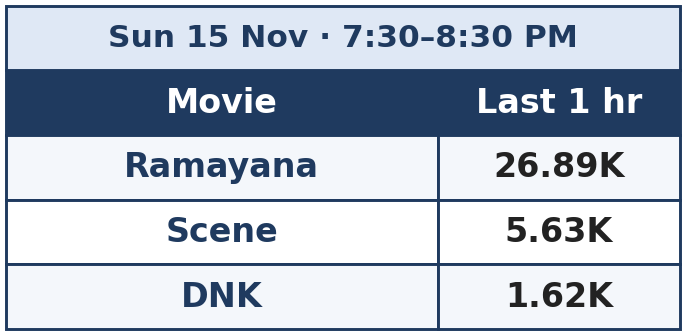 Sun 15 Nov · 7:30–8:30 PM
Movie Last 1 hr
Ramayana 26.89K
Scene 5.63K
DNK 1.62K